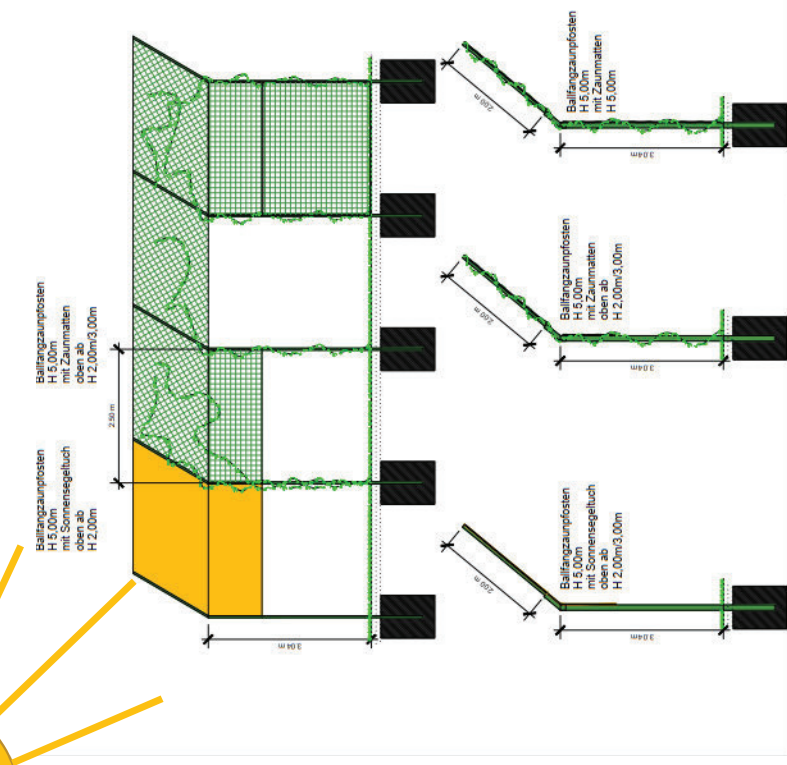 Ballfangzaunpfosten
H 5,00m
mit Sonnensegeltuch
oben ab
H 2,00m
Ballfangzaunpfosten
H 5,00m
mit Zaunmatten
oben ab
H 2,00m/3,00m
2.50 m
3.04 m
2.00 m
Ballfangzaunpfosten
H 5,00m
mit Sonnensegeltuch
oben ab
H 2,00m/3,00m
3.04m
2.00 m
Ballfangzaunpfosten
H 5,00m
mit Zaunmatten
oben ab
H 2,00m/3,00m
3.04m
2.00 m
Ballfangzaunpfosten
H 5,00m
mit Zaunmatten
H 5,00m
3.04m